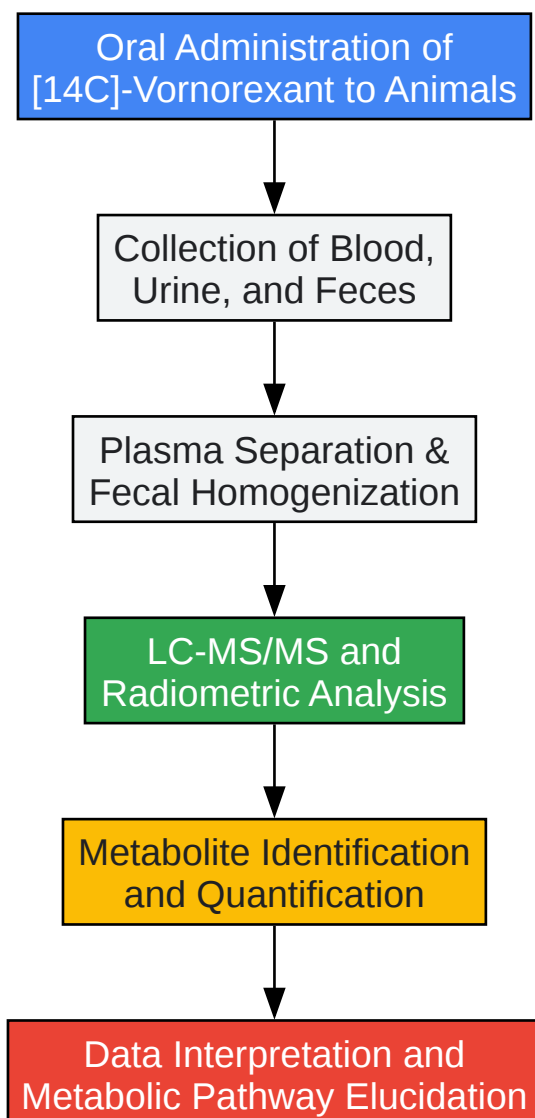 Oral Administration of
[14C]-Vornorexant to Animals
Collection of Blood,
Urine, and Feces
Plasma Separation &
Fecal Homogenization
LC-MS/MS and
Radiometric Analysis
Metabolite Identification
and Quantification
Data Interpretation and
Metabolic Pathway Elucidation